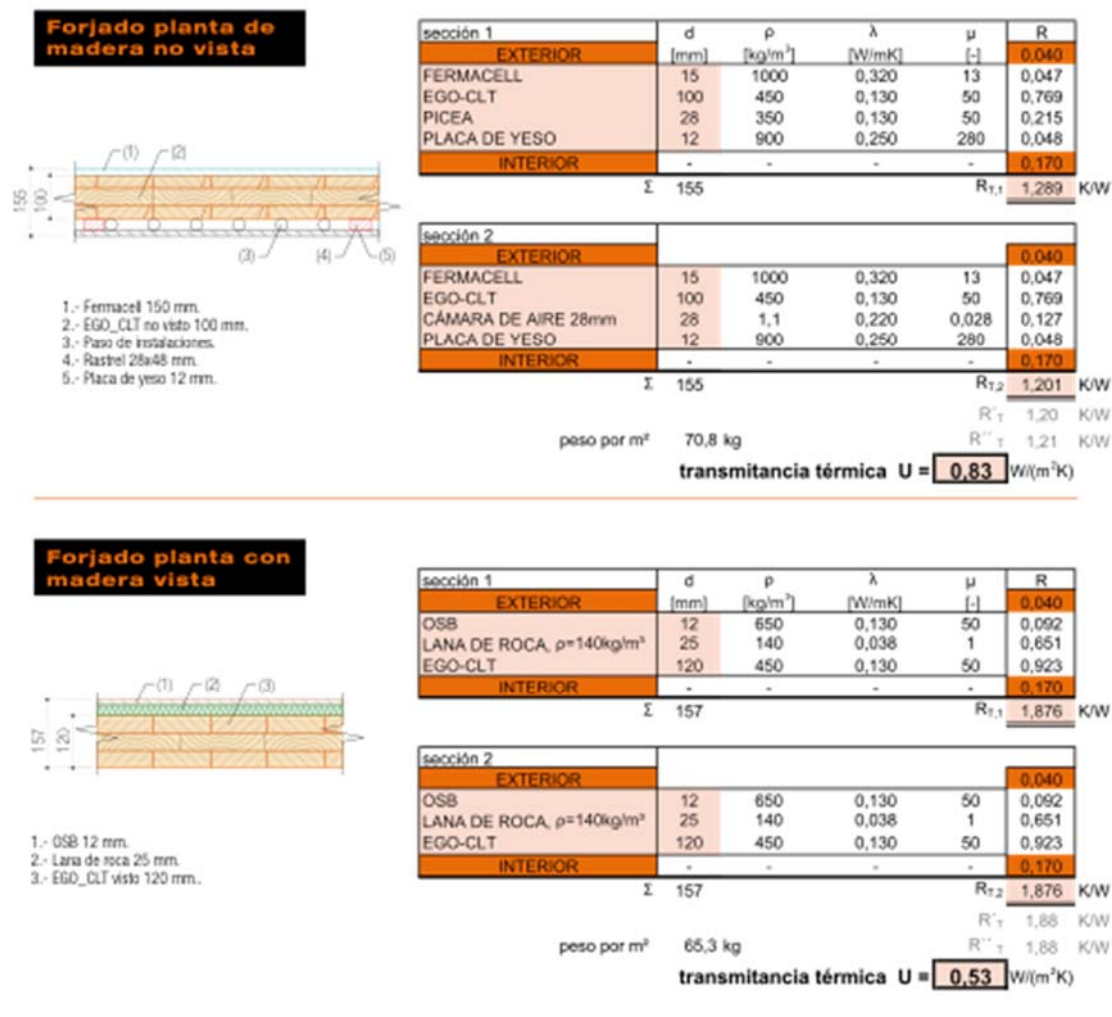 Forjado planta de
madera no vista
sección 1 d ρ λ μ R
EXTERIOR [mm] [kg/m³] [W/mK] [-] 0,040
FERMACELL 15 1000 0,320 13 0,047
EGO-CLT 100 450 0,130 50 0,769
PICEA 28 350 0,130 50 0,215
PLACA DE YESO 12 900 0,250 280 0,048
INTERIOR - - - - 0,170
Σ 155 RT,1 1,289 K/W
(1) (2)
155 100
(3) (4) (5)
1.- Fermacell 150 mm.
2.- EGO_CLT no visto 100 mm.
3.- Paso de instalaciones.
4.- Rastrel 28x48 mm.
5.- Placa de yeso 12 mm.
sección 2
EXTERIOR 0,040
FERMACELL 15 1000 0,320 13 0,047
EGO-CLT 100 450 0,130 50 0,769
CÁMARA DE AIRE 28mm 28 1,1 0,220 0,028 0,127
PLACA DE YESO 12 900 0,250 280 0,048
INTERIOR - - - - 0,170
Σ 155 RT,2 1,201 K/W
R´T 1,20 K/W
peso por m² 70,8 kg R´´T 1,21 K/W
transmitancia térmica U = 0,83 W/(m²K)
Forjado planta con
madera vista
sección 1 d ρ λ μ R
EXTERIOR [mm] [kg/m³] [W/mK] [-] 0,040
OSB 12 650 0,130 50 0,092
LANA DE ROCA, ρ=140kg/m³ 25 140 0,038 1 0,651
EGO-CLT 120 450 0,130 50 0,923
INTERIOR - - - - 0,170
Σ 157 RT,1 1,876 K/W
(1) (2) (3)
157 120
1.- OSB 12 mm.
2.- Lana de roca 25 mm.
3.- EGO_CLT visto 120 mm..
sección 2
EXTERIOR 0,040
OSB 12 650 0,130 50 0,092
LANA DE ROCA, ρ=140kg/m³ 25 140 0,038 1 0,651
EGO-CLT 120 450 0,130 50 0,923
INTERIOR - - - - 0,170
Σ 157 RT,2 1,876 K/W
R´T 1,88 K/W
peso por m² 65,3 kg R´´T 1,88 K/W
transmitancia térmica U = 0,53 W/(m²K)